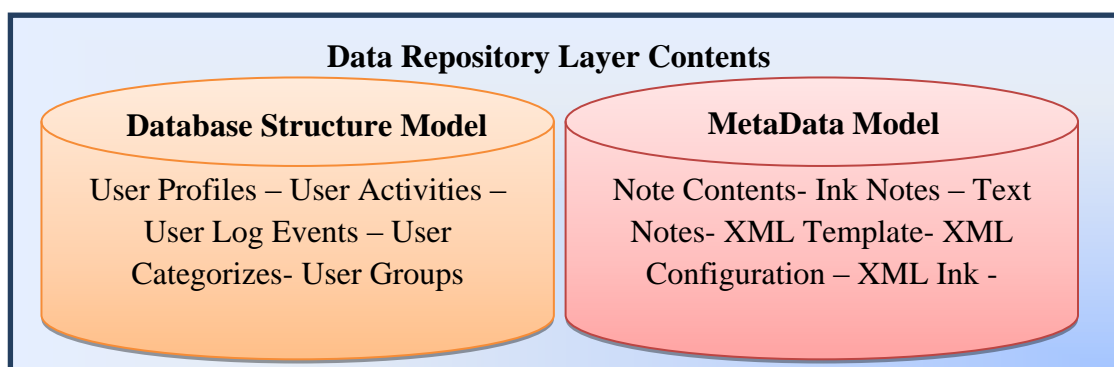 Data Repository Layer Contents
Database Structure Model
User Profiles – User Activities –
User Log Events – User
Categorizes- User Groups
MetaData Model
Note Contents- Ink Notes – Text
Notes- XML Template- XML
Configuration – XML Ink -